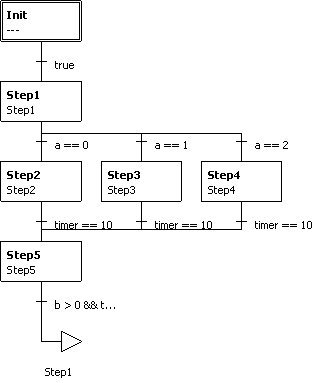 Init
---
true
Step1
Step1
a == 0
a == 1
a == 2
Step2
Step2
Step3
Step3
Step4
Step4
timer == 10
timer == 10
timer == 10
Step5
Step5
b > 0 && t...
Step1